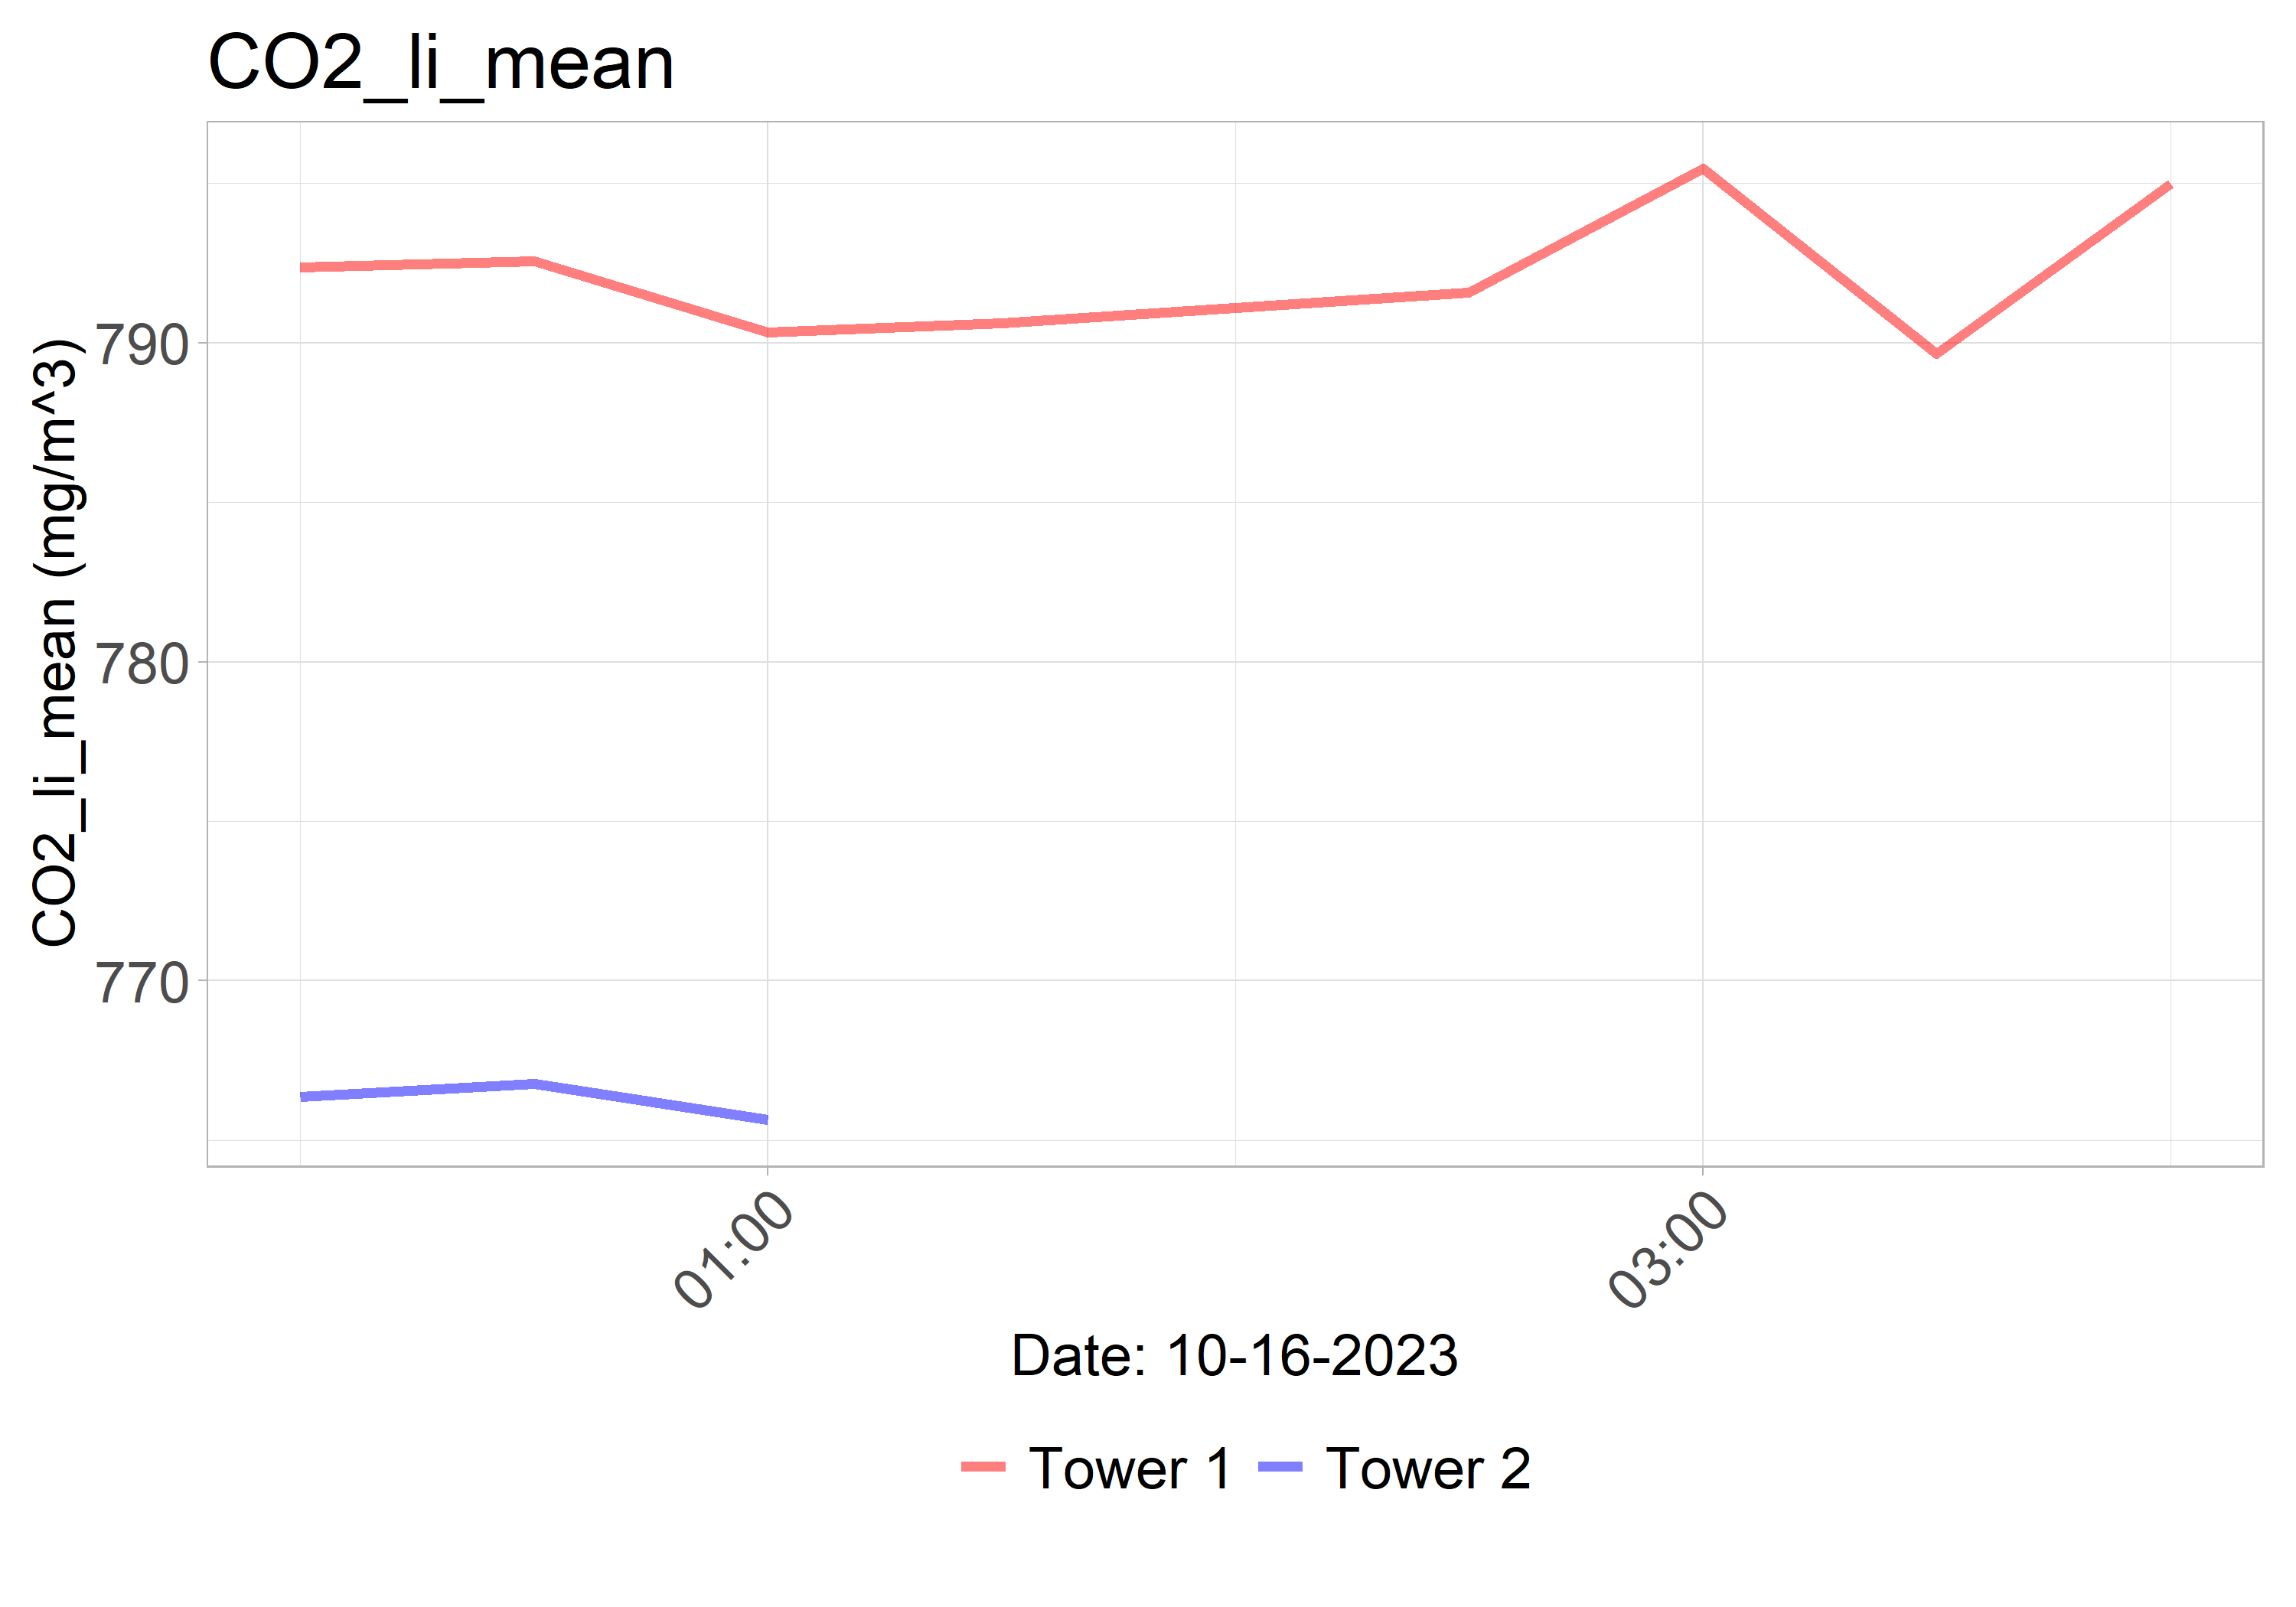 CO2_li_mean
CO2_li_mean (mg/m^3)
790
780
770
01:00
03:00
Date: 10-16-2023
Tower 1
Tower 2